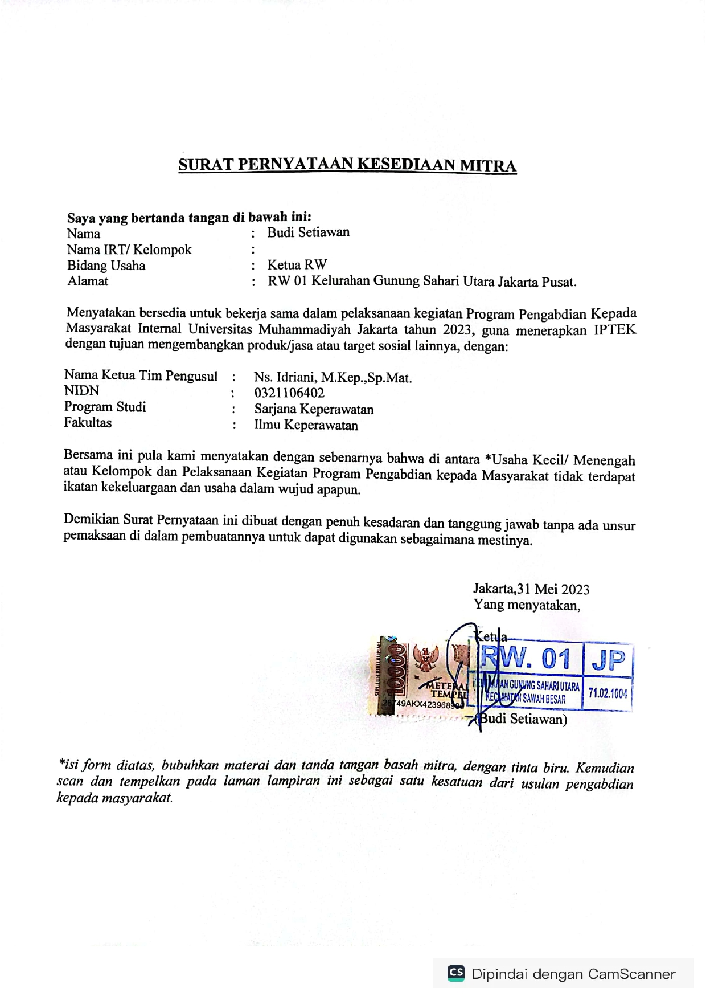 SURAT PERNYATAAN KESEDIAAN MITRA
Saya yang bertanda tangan di bawah ini:
Nama : Budi Setiawan
Nama IRT/ Kelompok :
Bidang Usaha : Ketua RW
Alamat : RW 01 Kelurahan Gunung Sahari Utara Jakarta Pusat.
Menyatakan bersedia untuk bekerja sama dalam pelaksanaan kegiatan Program Pengabdian Kepada
Masyarakat Internal Universitas Muhammadiyah Jakarta tahun 2023, guna menerapkan IPTEK
dengan tujuan mengembangkan produk/jasa atau target sosial lainnya, dengan:
Nama Ketua Tim Pengusul : Ns. Idriani, M.Kep.,Sp.Mat.
NIDN : 0321106402
Program Studi : Sarjana Keperawatan
Fakultas : Ilmu Keperawatan
Bersama ini pula kami menyatakan dengan sebenarnya bahwa di antara *Usaha Kecil/ Menengah
atau Kelompok dan Pelaksanaan Kegiatan Program Pengabdian kepada Masyarakat tidak terdapat
ikatan kekeluargaan dan usaha dalam wujud apapun.
Demikian Surat Pernyataan ini dibuat dengan penuh kesadaran dan tanggung jawab tanpa ada unsur
pemaksaan di dalam pembuatannya untuk dapat digunakan sebagaimana mestinya.
Jakarta,31 Mei 2023
Yang menyatakan,
Ketua
RW. 01 JP
GUNUNG SAHARI UTARA
KECAMATAN SAWAH BESAR
71.02.1004
SEPULUH RIBU RUPIAH
10000
METERAI
TEMPEL
(Budi Setiawan)
*isi form diatas, bubuhkan materai dan tanda tangan basah mitra, dengan tinta biru. Kemudian
scan dan tempelkan pada laman lampiran ini sebagai satu kesatuan dari usulan pengabdian
kepada masyarakat.
CS Dipindai dengan CamScanner